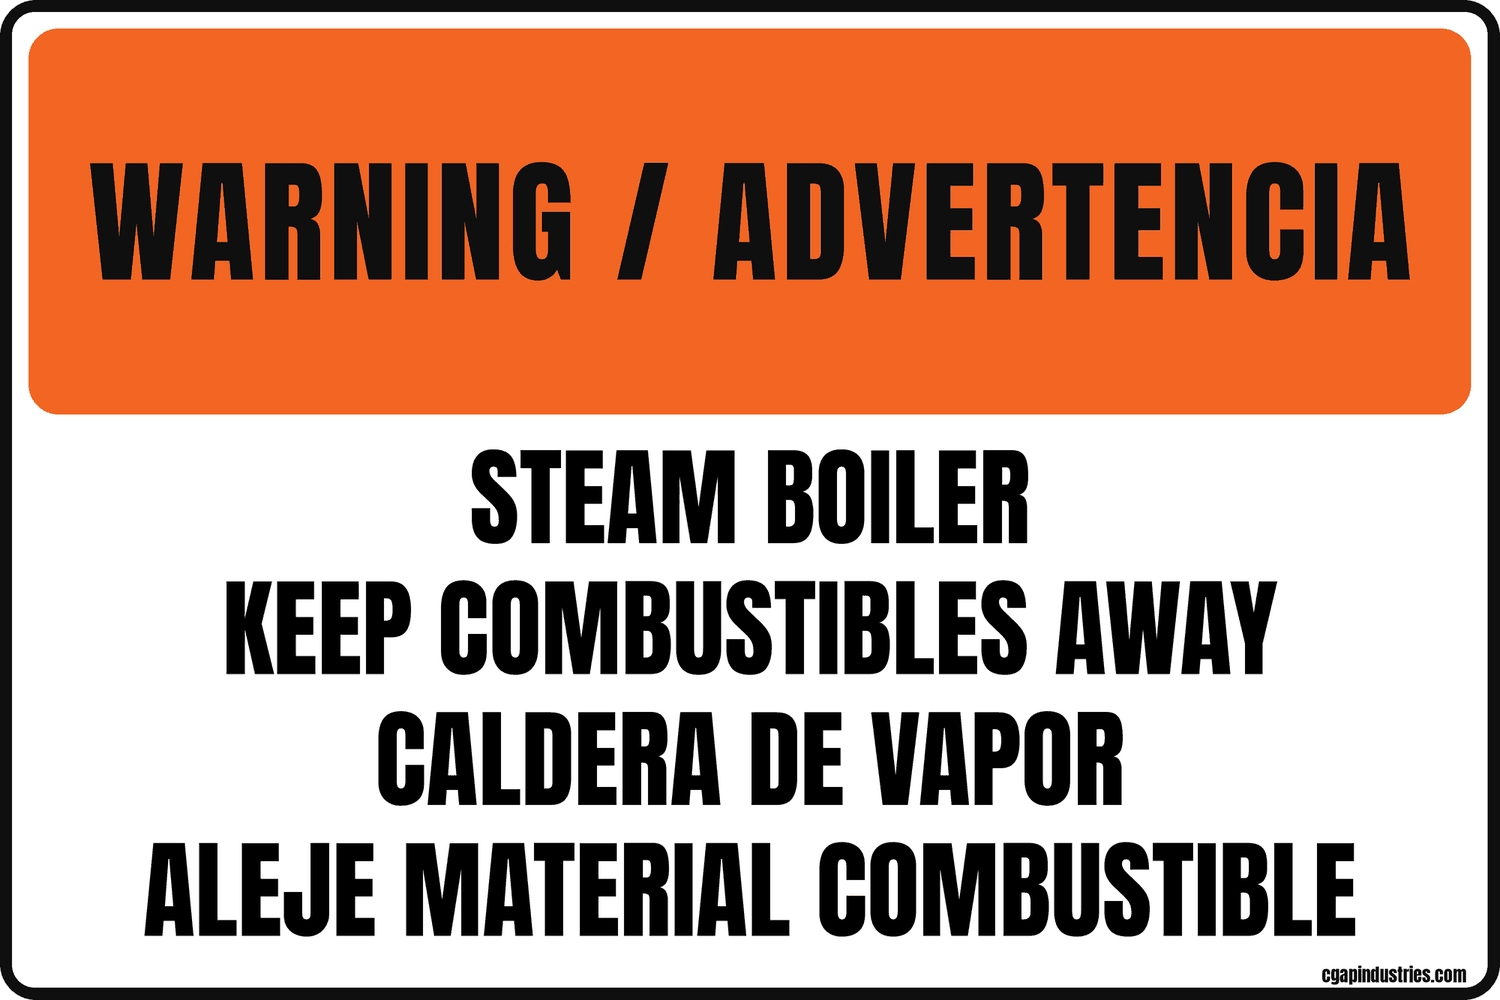 WARNING / ADVERTENCIA
STEAM BOILER
KEEP COMBUSTIBLES AWAY
CALDERA DE VAPOR
ALEJE MATERIAL COMBUSTIBLE
cgapindustries.com